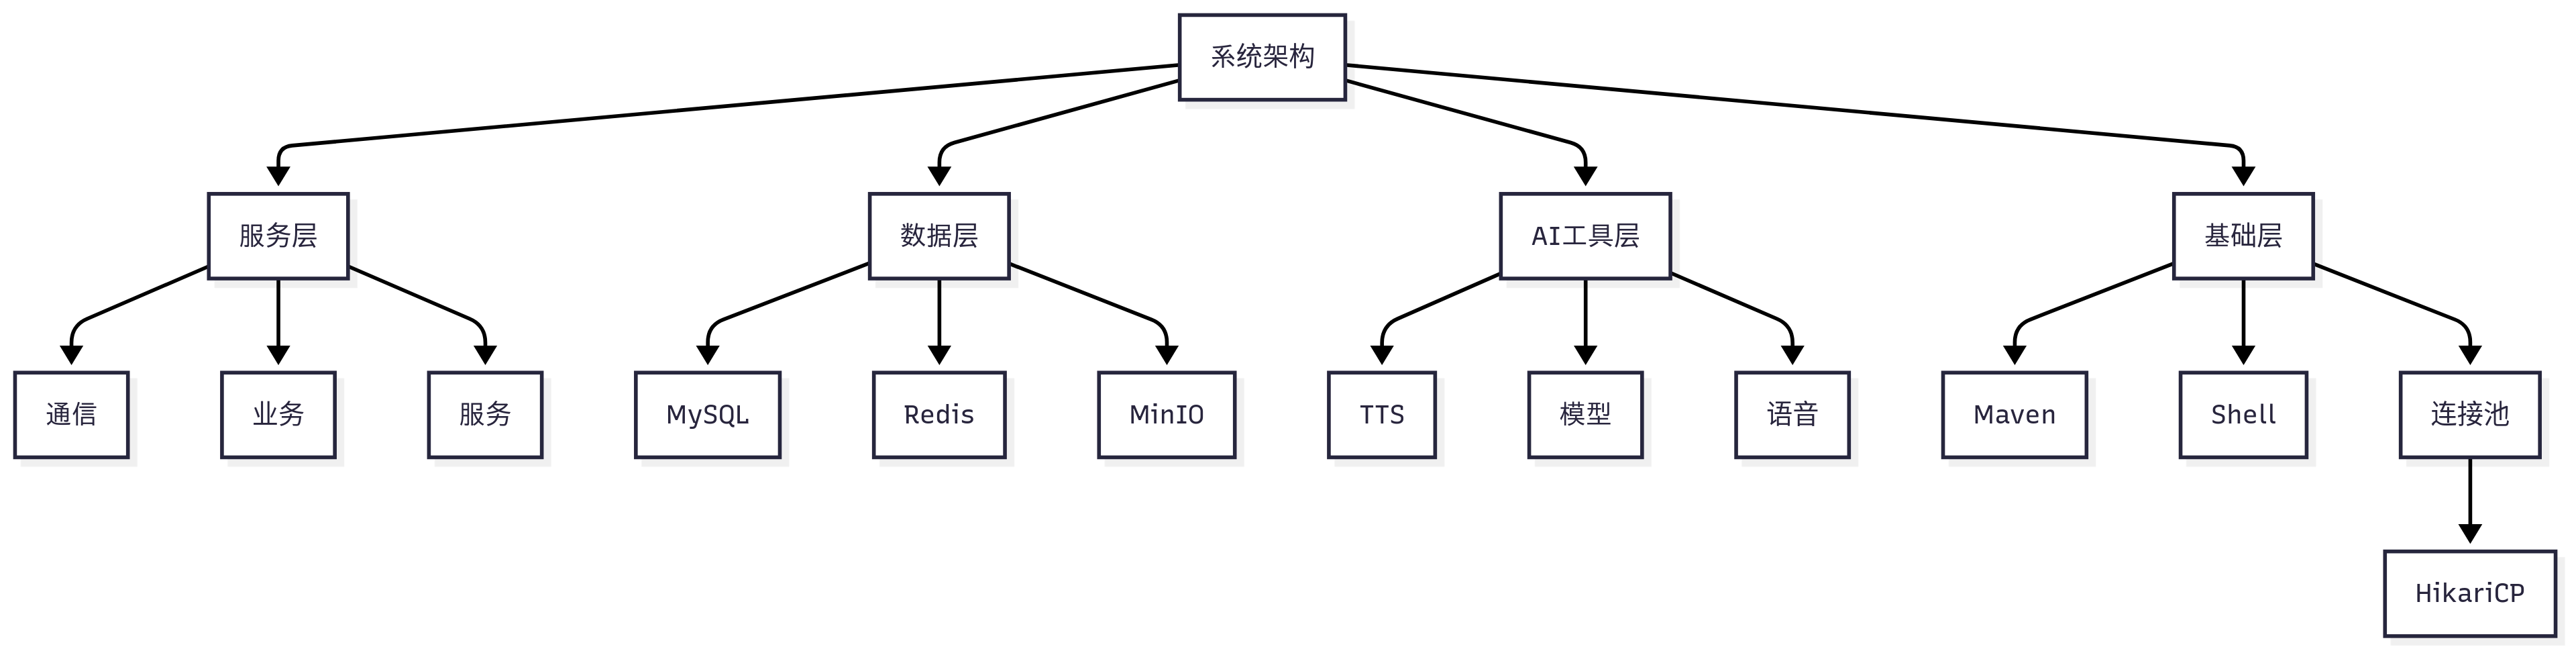 系统架构
服务层
数据层
AI工具层
基础层
通信
业务
服务
MySQL
Redis
MinIO
TTS
模型
语音
Maven
Shell
连接池
HikariCP